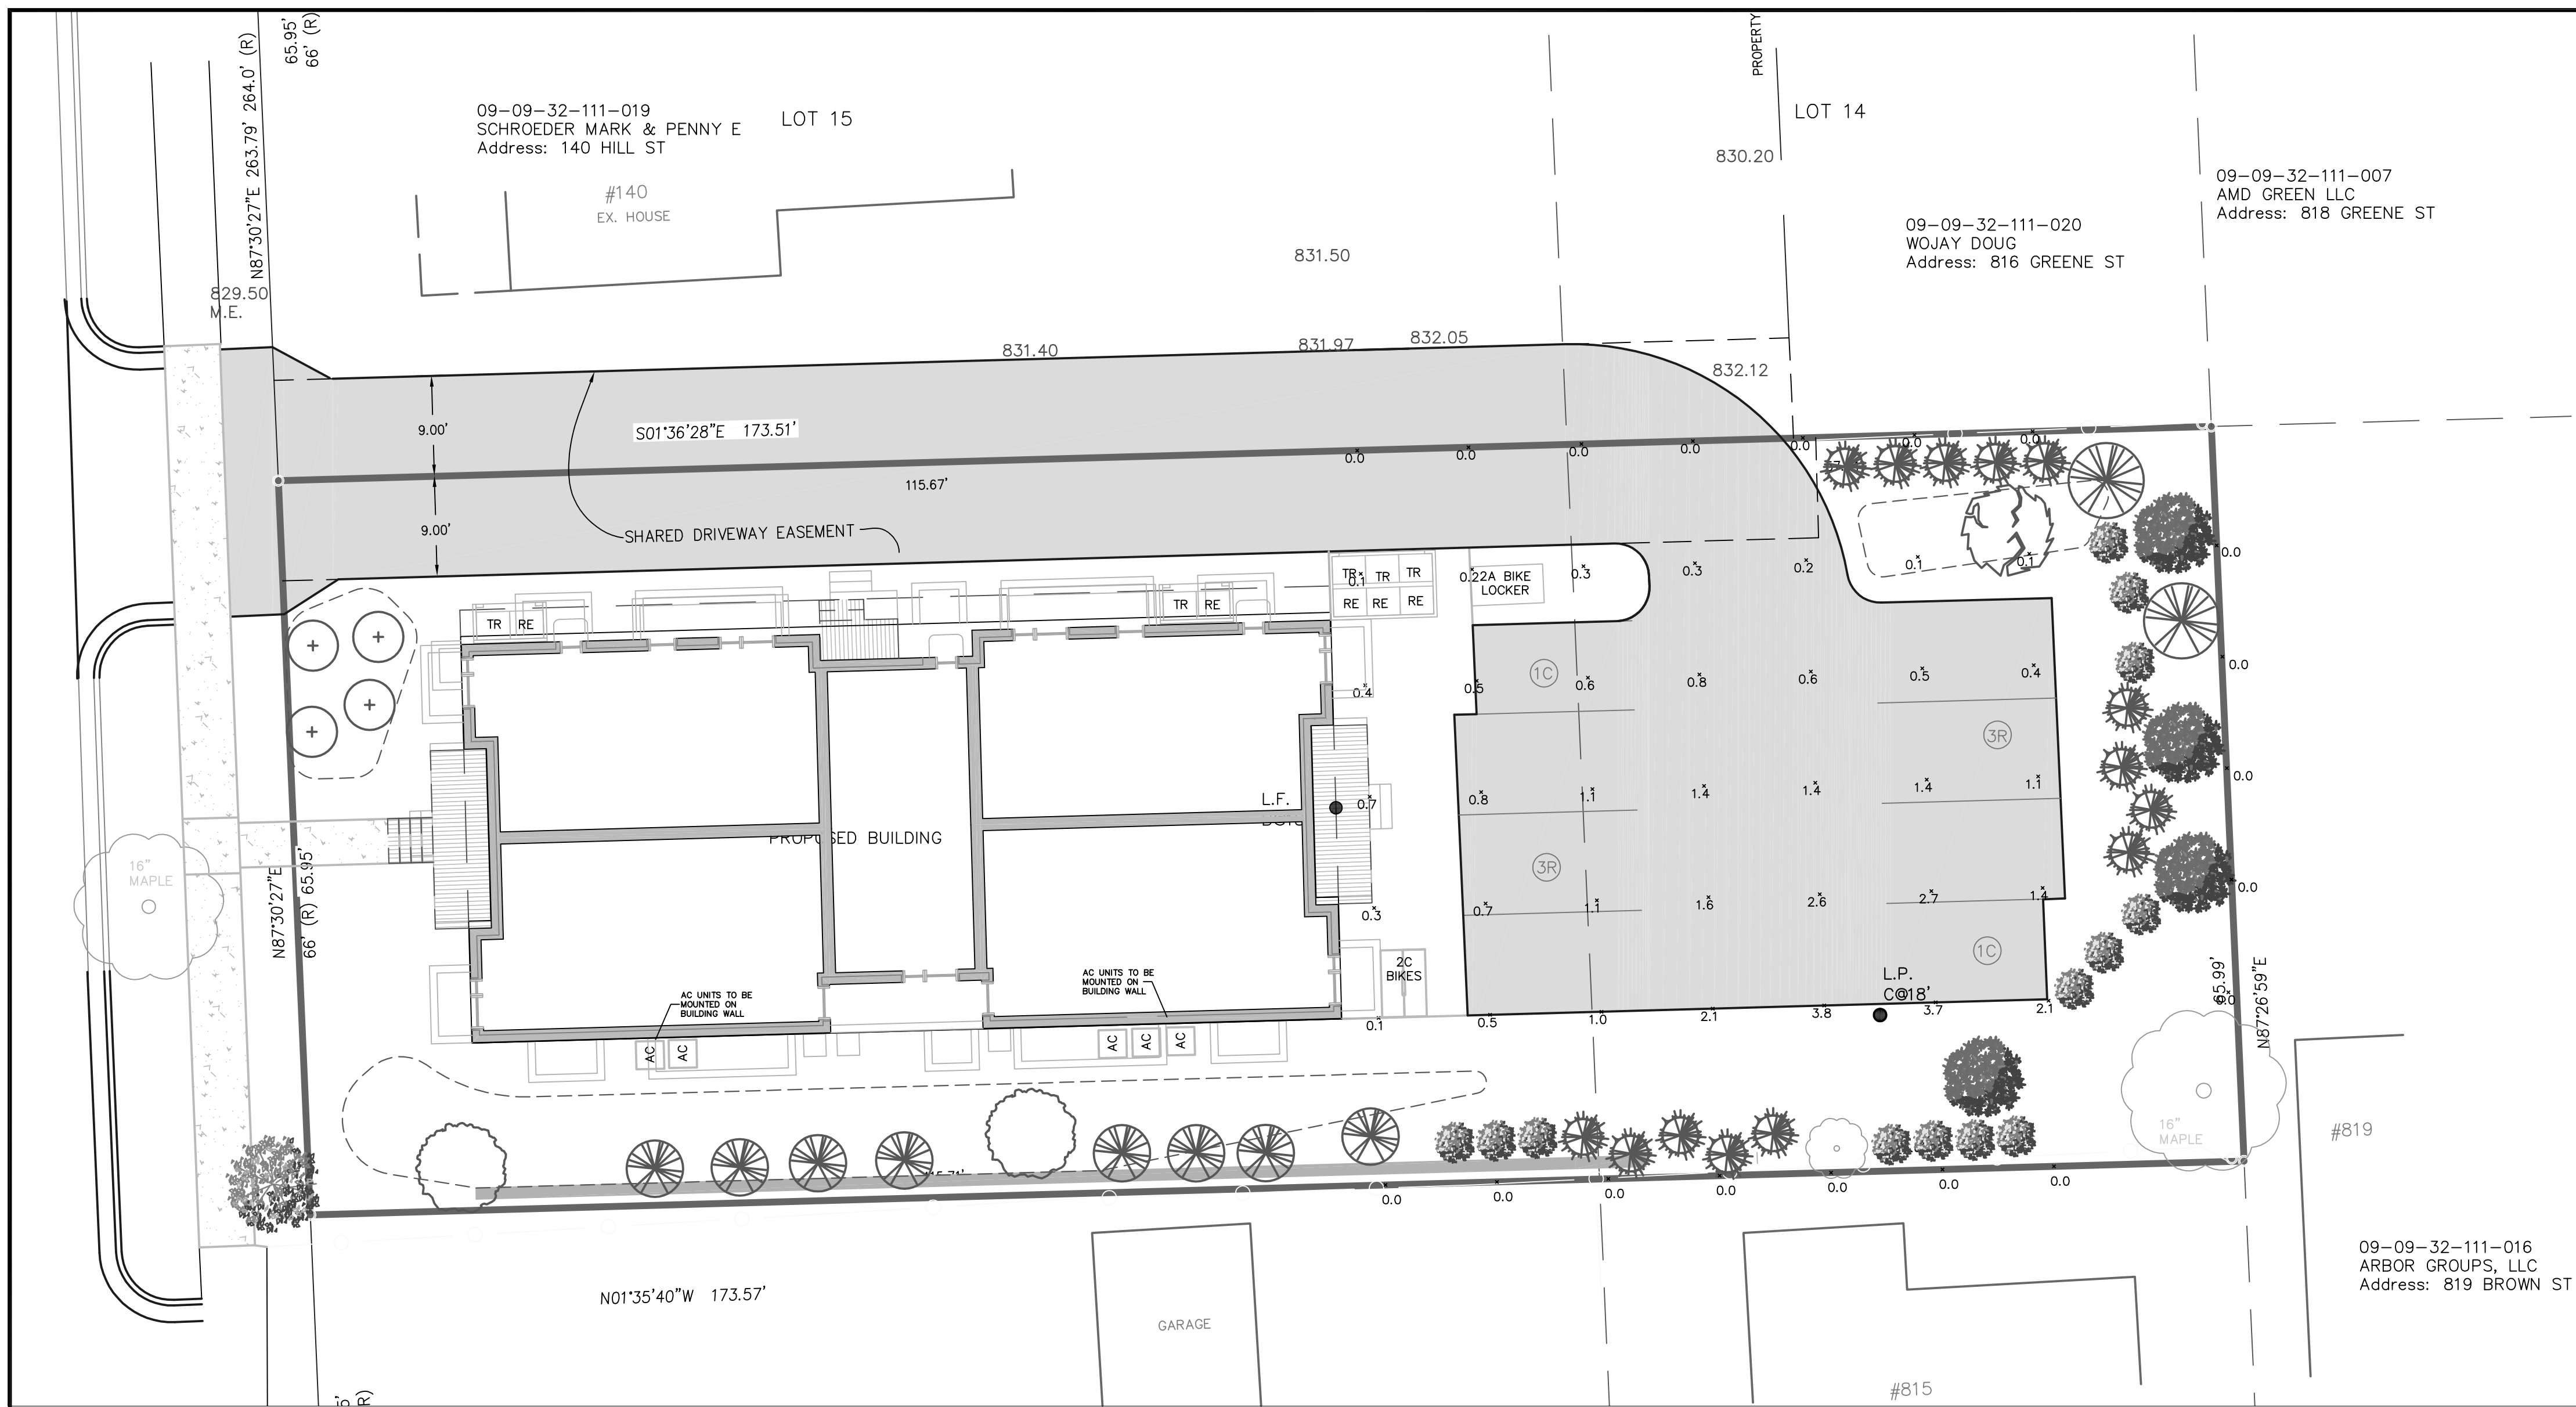 65.95'
66' (R)
N87°30'27"E 263.79' 264.0' (R)
PROPERTY
09-09-32-111-019
SCHROEDER MARK & PENNY E
Address: 140 HILL ST
LOT 15
LOT 14
830.20
09-09-32-111-007
AMD GREEN LLC
Address: 818 GREENE ST
#140
EX. HOUSE
09-09-32-111-020
WOJAY DOUG
Address: 816 GREENE ST
831.50
829.50
M.E.
831.40
831.97
832.05
832.12
9.00'
S01°36'28"E 173.51'
0.0
0.0
0.0
0.0
0.0
0.0
0.0
115.67'
9.00'
SHARED DRIVEWAY EASEMENT
0.0
TR
TR
TR
0.1
RE
RE
RE
0.2
2A BIKE
LOCKER
0.3
0.3
0.2
0.1
0.1
TR
RE
TR
RE
0.0
1C
0.4
0.5
0.6
0.8
0.6
0.5
0.4
3R
0.0
L.F.
0.7
0.8
1.1
1.4
1.4
1.4
1.1
PROPOSED BUILDING
16"
MAPLE
N87°30'27"E
66' (R) 65.95'
3R
0.0
0.3
0.7
1.1
1.6
2.6
2.7
1.4
1C
2C
BIKES
AC UNITS TO BE
MOUNTED ON
BUILDING WALL
AC UNITS TO BE
MOUNTED ON
BUILDING WALL
L.P.
C@18'
65.99'
N87°26'59"E
0.0
0.1
0.5
1.0
2.1
3.8
3.7
2.1
AC
AC
AC
AC
AC
16"
MAPLE
#819
0.0
0.0
0.0
0.0
0.0
0.0
0.0
09-09-32-111-016
ARBOR GROUPS, LLC
Address: 819 BROWN ST
N01°35'40"W 173.57'
GARAGE
#815